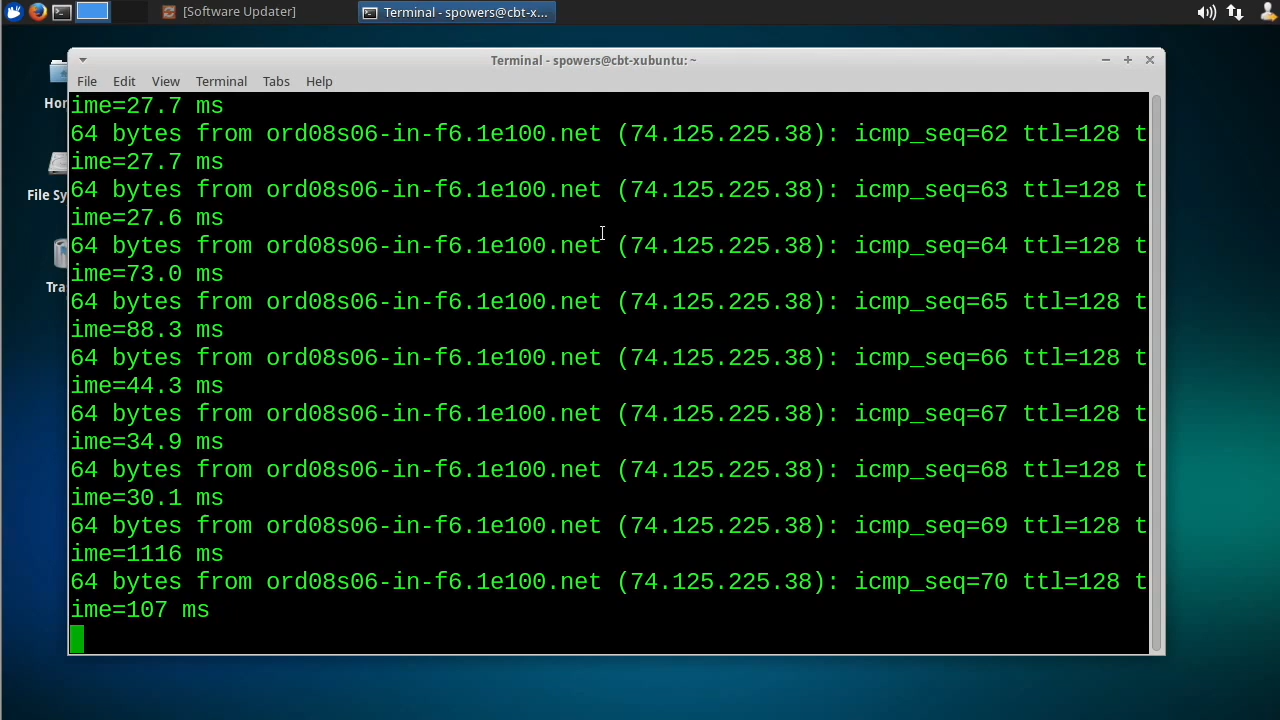 [Software Updater]
Terminal - spowers@cbt-x...
Terminal - spowers@cbt-xubuntu: ~
File Edit View Terminal Tabs Help
Hom
File Sy
Tra
ime=27.7 ms
64 bytes from ord08s06-in-f6.1e100.net (74.125.225.38): icmp_seq=62 ttl=128 t
ime=27.7 ms
64 bytes from ord08s06-in-f6.1e100.net (74.125.225.38): icmp_seq=63 ttl=128 t
ime=27.6 ms
64 bytes from ord08s06-in-f6.1e100.net (74.125.225.38): icmp_seq=64 ttl=128 t
ime=73.0 ms
64 bytes from ord08s06-in-f6.1e100.net (74.125.225.38): icmp_seq=65 ttl=128 t
ime=88.3 ms
64 bytes from ord08s06-in-f6.1e100.net (74.125.225.38): icmp_seq=66 ttl=128 t
ime=44.3 ms
64 bytes from ord08s06-in-f6.1e100.net (74.125.225.38): icmp_seq=67 ttl=128 t
ime=34.9 ms
64 bytes from ord08s06-in-f6.1e100.net (74.125.225.38): icmp_seq=68 ttl=128 t
ime=30.1 ms
64 bytes from ord08s06-in-f6.1e100.net (74.125.225.38): icmp_seq=69 ttl=128 t
ime=1116 ms
64 bytes from ord08s06-in-f6.1e100.net (74.125.225.38): icmp_seq=70 ttl=128 t
ime=107 ms